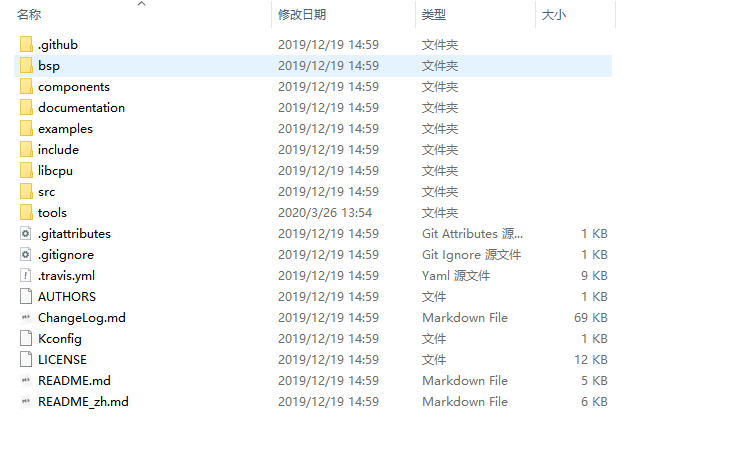 名称 修改日期 类型 大小
.github 2019/12/19 14:59 文件夹
bsp 2019/12/19 14:59 文件夹
components 2019/12/19 14:59 文件夹
documentation 2019/12/19 14:59 文件夹
examples 2019/12/19 14:59 文件夹
include 2019/12/19 14:59 文件夹
libcpu 2019/12/19 14:59 文件夹
src 2019/12/19 14:59 文件夹
tools 2020/3/26 13:54 文件夹
.gitattributes 2019/12/19 14:59 Git Attributes 源... 1 KB
.gitignore 2019/12/19 14:59 Git Ignore 源文件 1 KB
.travis.yml 2019/12/19 14:59 Yaml 源文件 9 KB
AUTHORS 2019/12/19 14:59 文件 1 KB
ChangeLog.md 2019/12/19 14:59 Markdown File 69 KB
Kconfig 2019/12/19 14:59 文件 1 KB
LICENSE 2019/12/19 14:59 文件 12 KB
README.md 2019/12/19 14:59 Markdown File 5 KB
README_zh.md 2019/12/19 14:59 Markdown File 6 KB